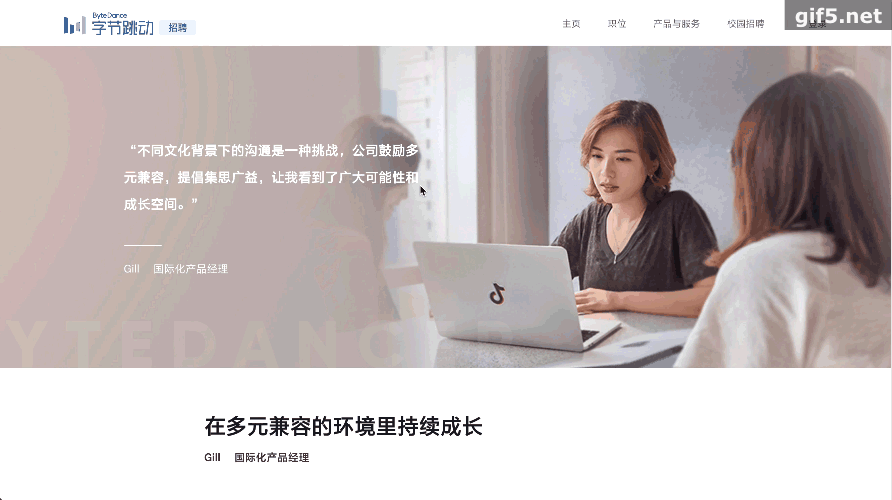 ByteDance
字节跳动 招聘
主页 职位 产品与服务 校园招聘 登录
gif5.net
“不同文化背景下的沟通是一种挑战，公司鼓励多
元兼容，提倡集思广益，让我看到了广大可能性和
成长空间。”
Gill 国际化产品经理
YTEDANC
在多元兼容的环境里持续成长
Gill 国际化产品经理